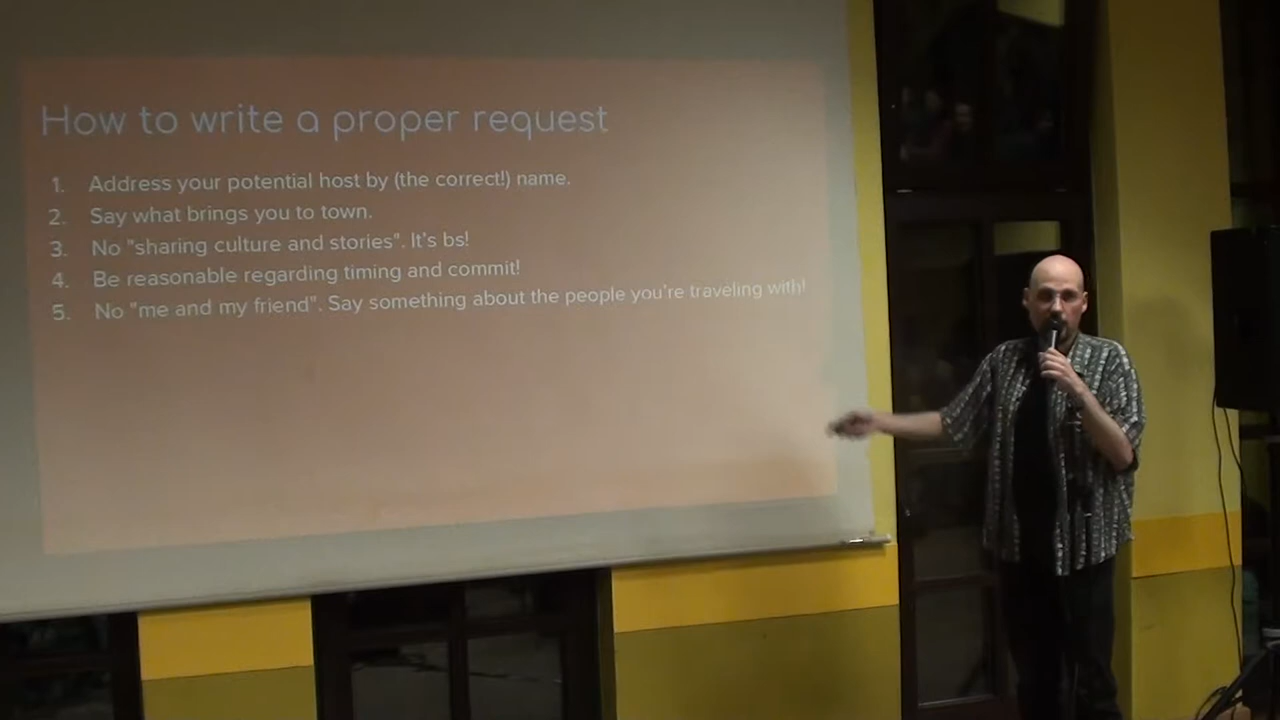 How to write a proper request
1. Address your potential host by (the correct!) name.
2. Say what brings you to town.
3. No "sharing culture and stories". It's bs!
4. Be reasonable regarding timing and commit!
5. No "me and my friend". Say something about the people you're traveling with!